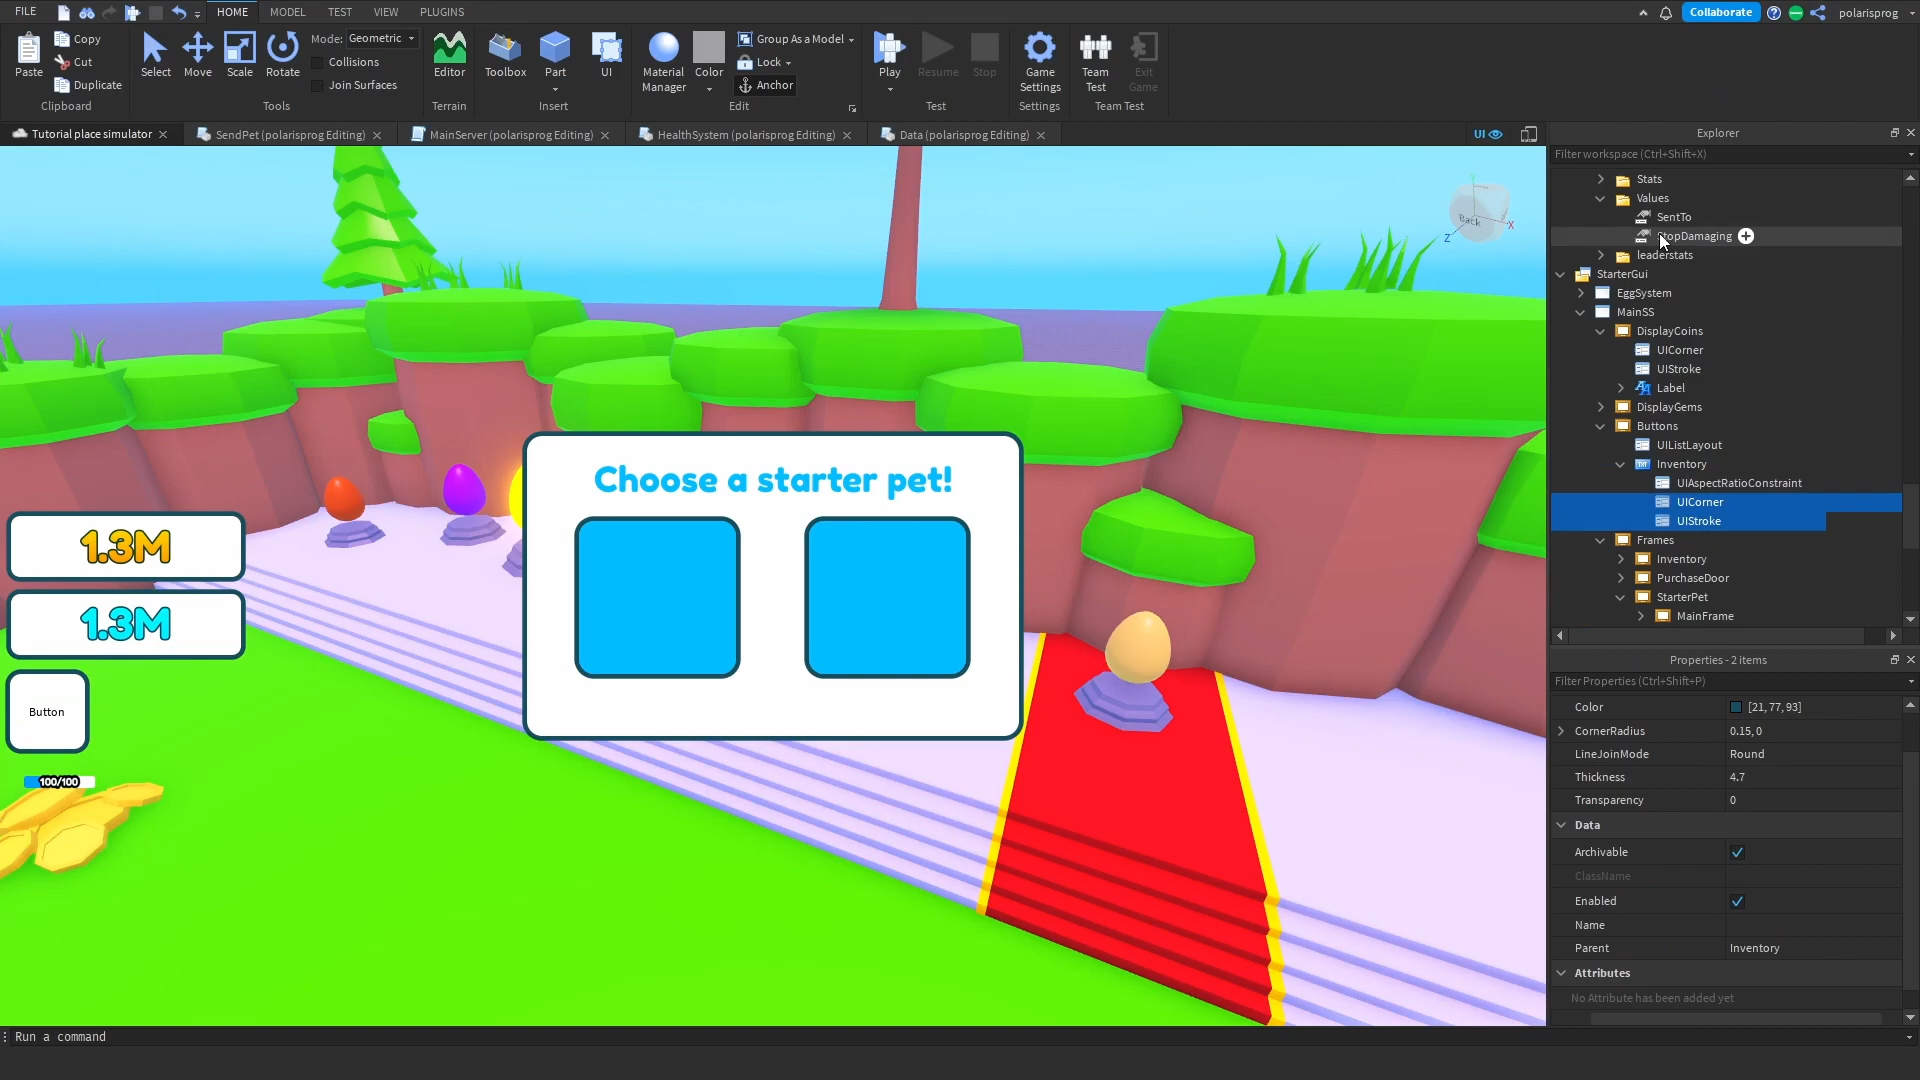 FILE HOME MODEL TEST VIEW PLUGINS Collaborate polarisprog
Paste Copy Cut Duplicate Clipboard
Select Move Scale Rotate Mode: Geometric Collisions Join Surfaces Tools
Editor Terrain
Toolbox Part UI Insert
Material Manager Color Group As a Model Lock Anchor Edit
Play Resume Stop Test
Game Settings Settings
Team Test Exit Game Team Test
Tutorial place simulator SendPet (polarisprog Editing) MainServer (polarisprog Editing) HealthSystem (polarisprog Editing) Data (polarisprog Editing) UI
Back
Y
X
Z
Choose a starter pet!
1.3M
1.3M
Button
100/100
Explorer
Filter workspace (Ctrl+Shift+X)
Stats
Values
SentTo
StopDamaging
leaderstats
StarterGui
EggSystem
MainSS
DisplayCoins
UICorner
UIStroke
Label
DisplayGems
Buttons
UIListLayout
Inventory
UIAspectRatioConstraint
UICorner
UIStroke
Frames
Inventory
PurchaseDoor
StarterPet
MainFrame
Properties - 2 items
Filter Properties (Ctrl+Shift+P)
Color [21, 77, 93]
CornerRadius 0.15, 0
LineJoinMode Round
Thickness 4.7
Transparency 0
Data
Archivable
ClassName
Enabled
Name
Parent Inventory
Attributes
No Attribute has been added yet
Run a command